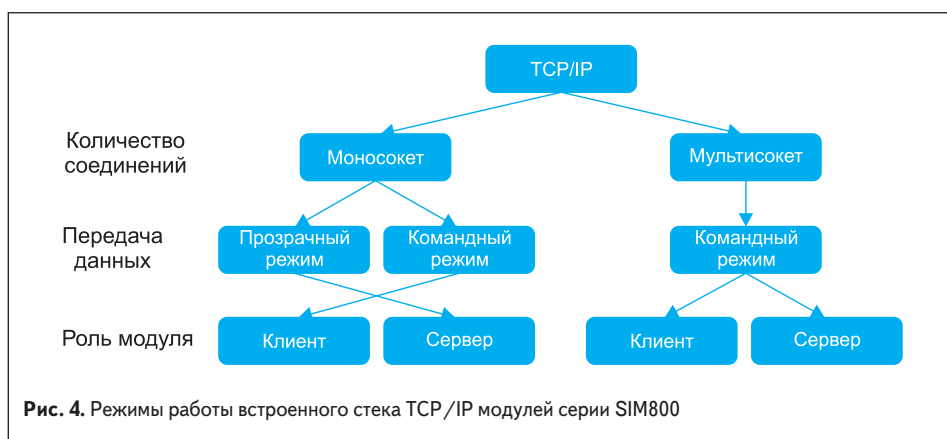 TCP/IP
Количество
соединений
Моносокет
Мультисокет
Передача
данных
Прозрачный
режим
Командный
режим
Командный
режим
Роль модуля
Клиент
Сервер
Клиент
Сервер
Рис. 4. Режимы работы встроенного стека TCP/IP модулей серии SIM800